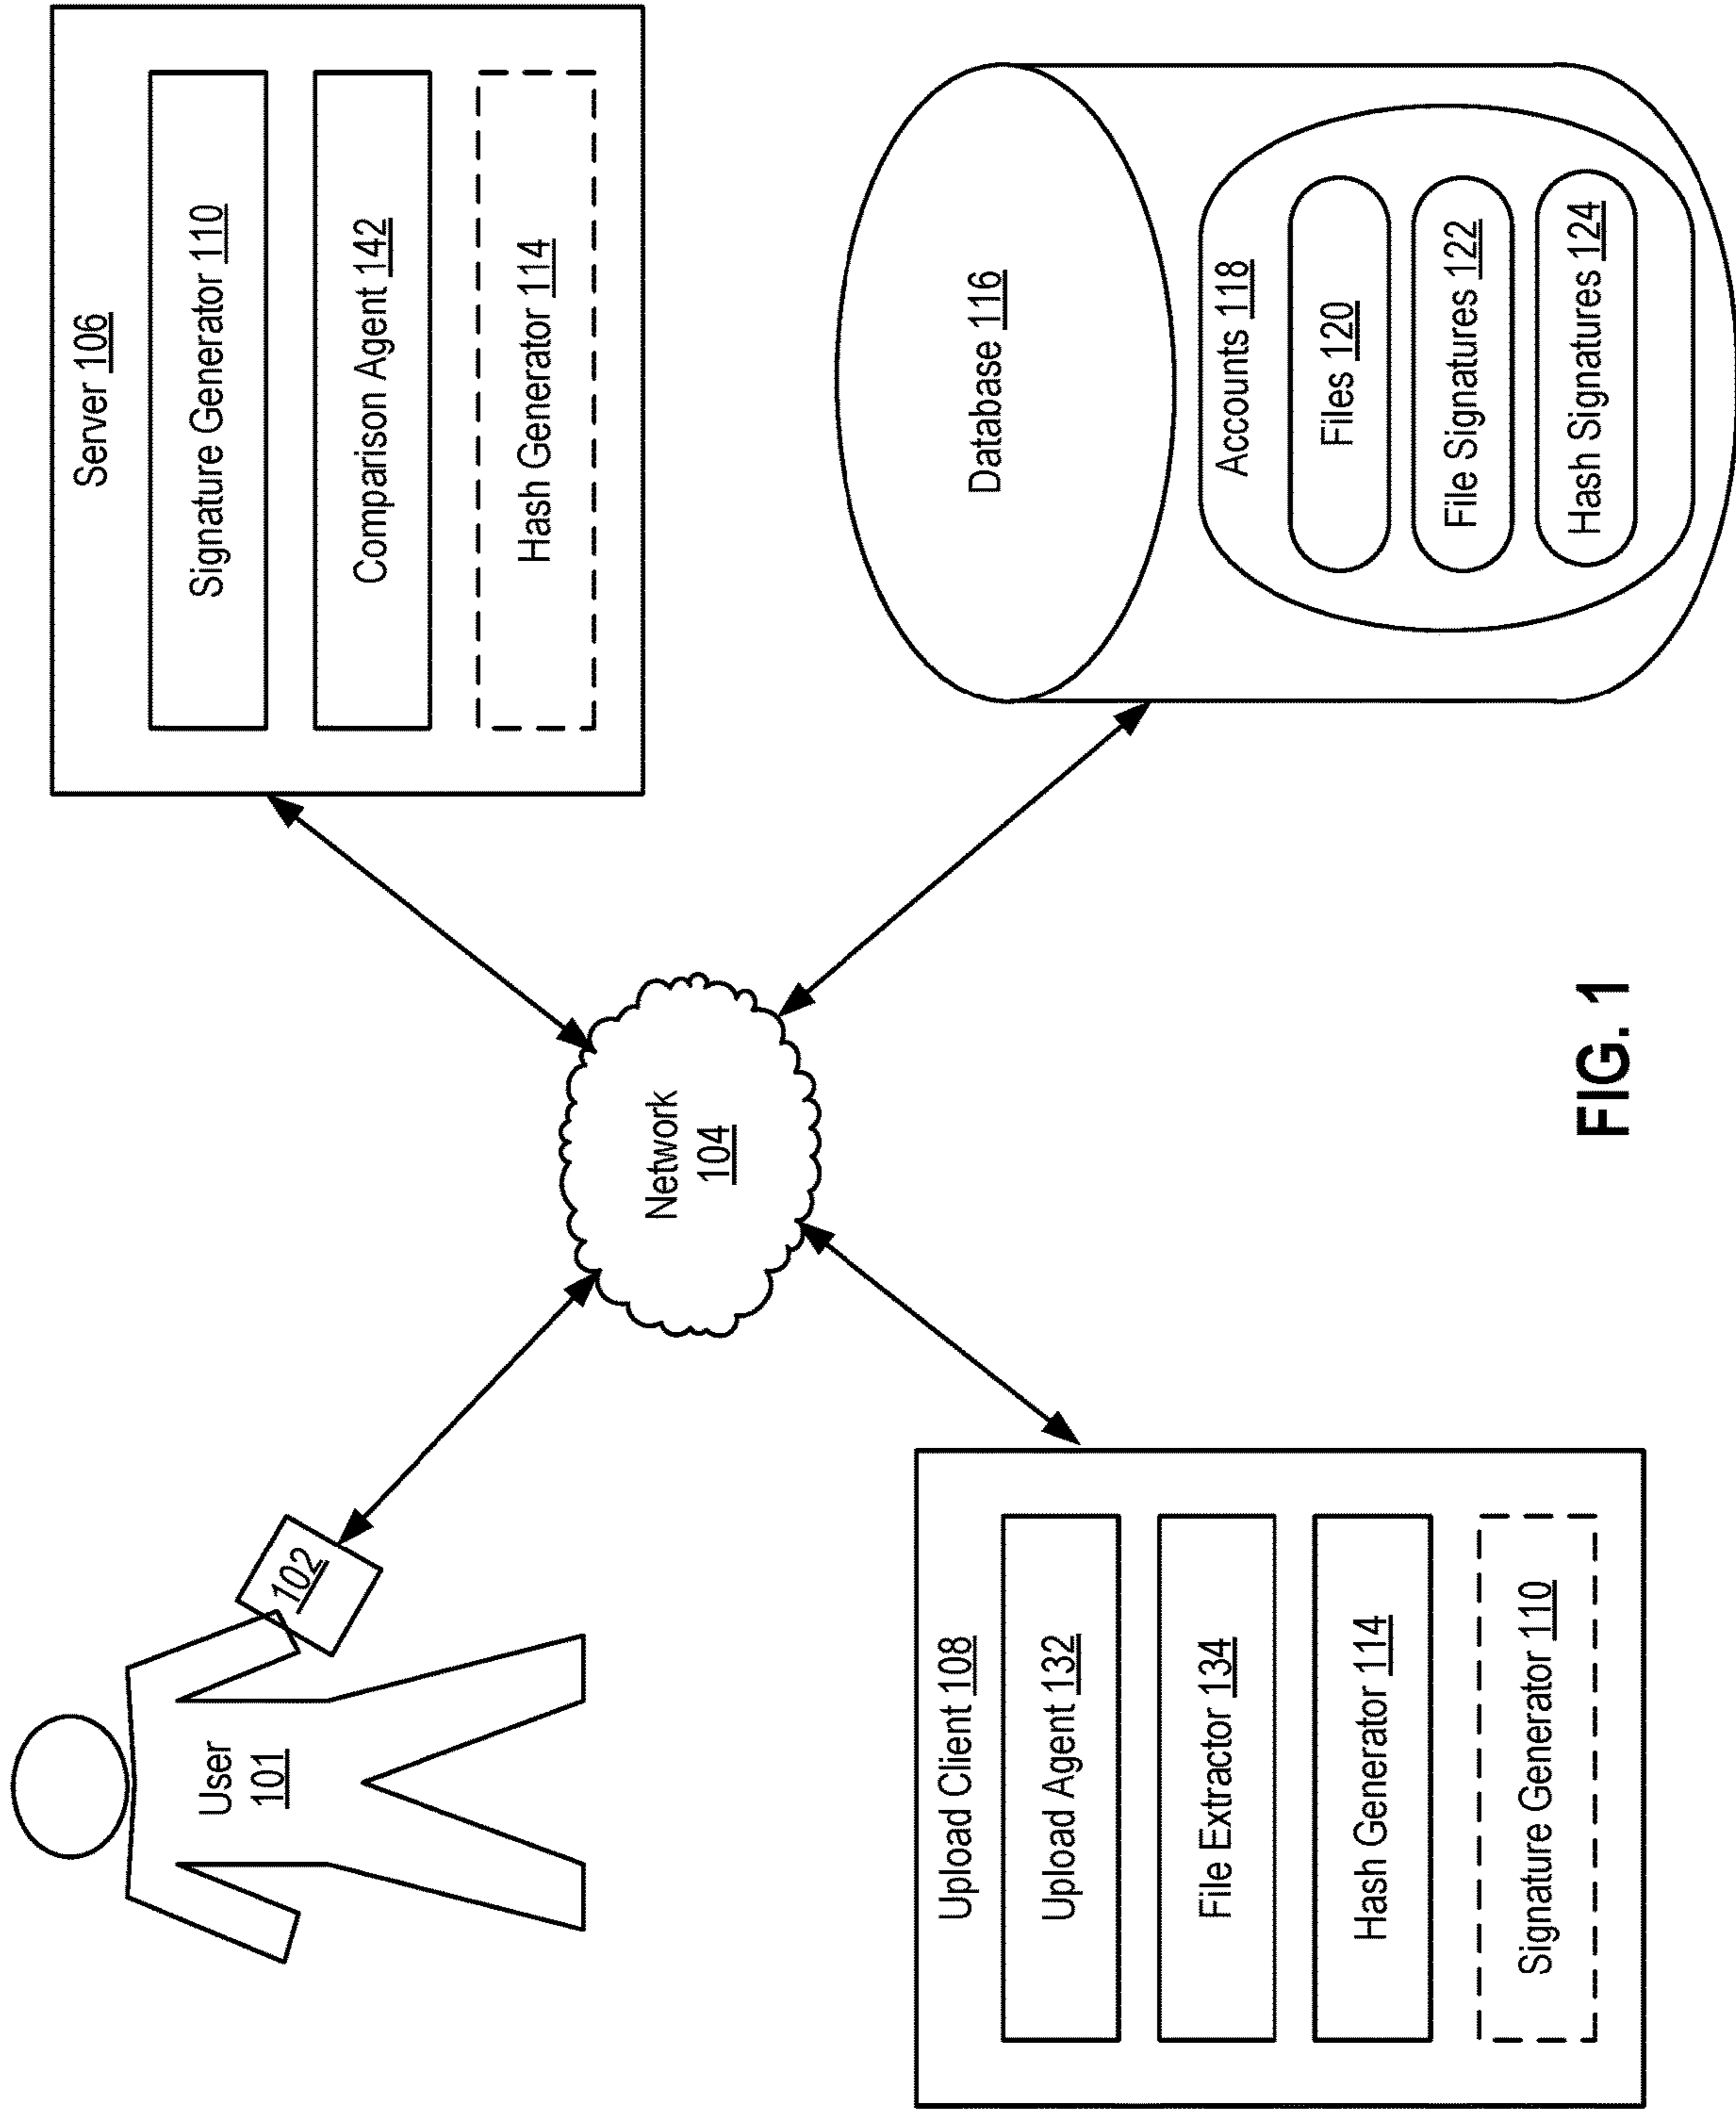 User
101
102
Network
104
Server 106
Signature Generator 110
Comparison Agent 142
Hash Generator 114
Upload Client 108
Upload Agent 132
File Extractor 134
Hash Generator 114
Signature Generator 110
Database 116
Accounts 118
Files 120
File Signatures 122
Hash Signatures 124
FIG. 1